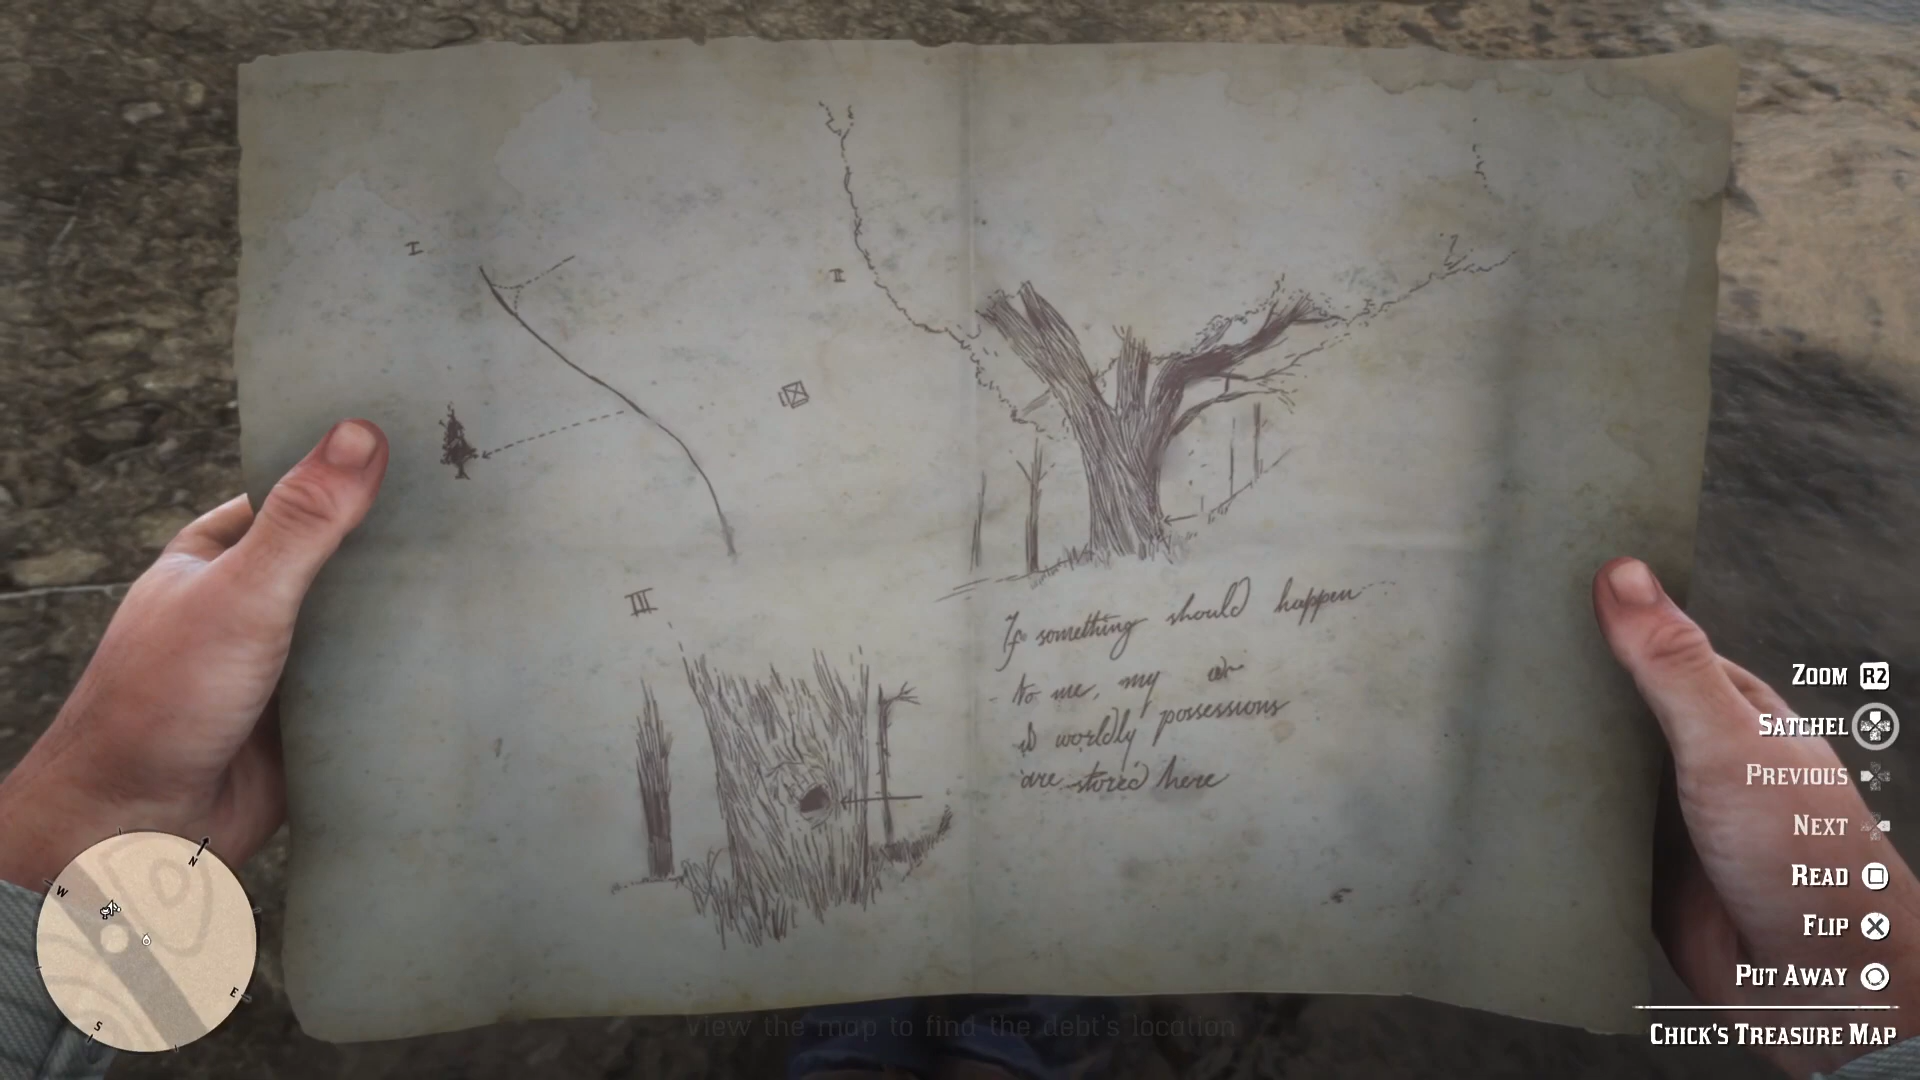 I
II
III
If something should happen
to me, my
worldly possessions
are stored here
N
W
E
S
ZOOM R2
SATCHEL
PREVIOUS
NEXT
READ
FLIP
PUT AWAY
view the map to find the debt's location
CHICK'S TREASURE MAP